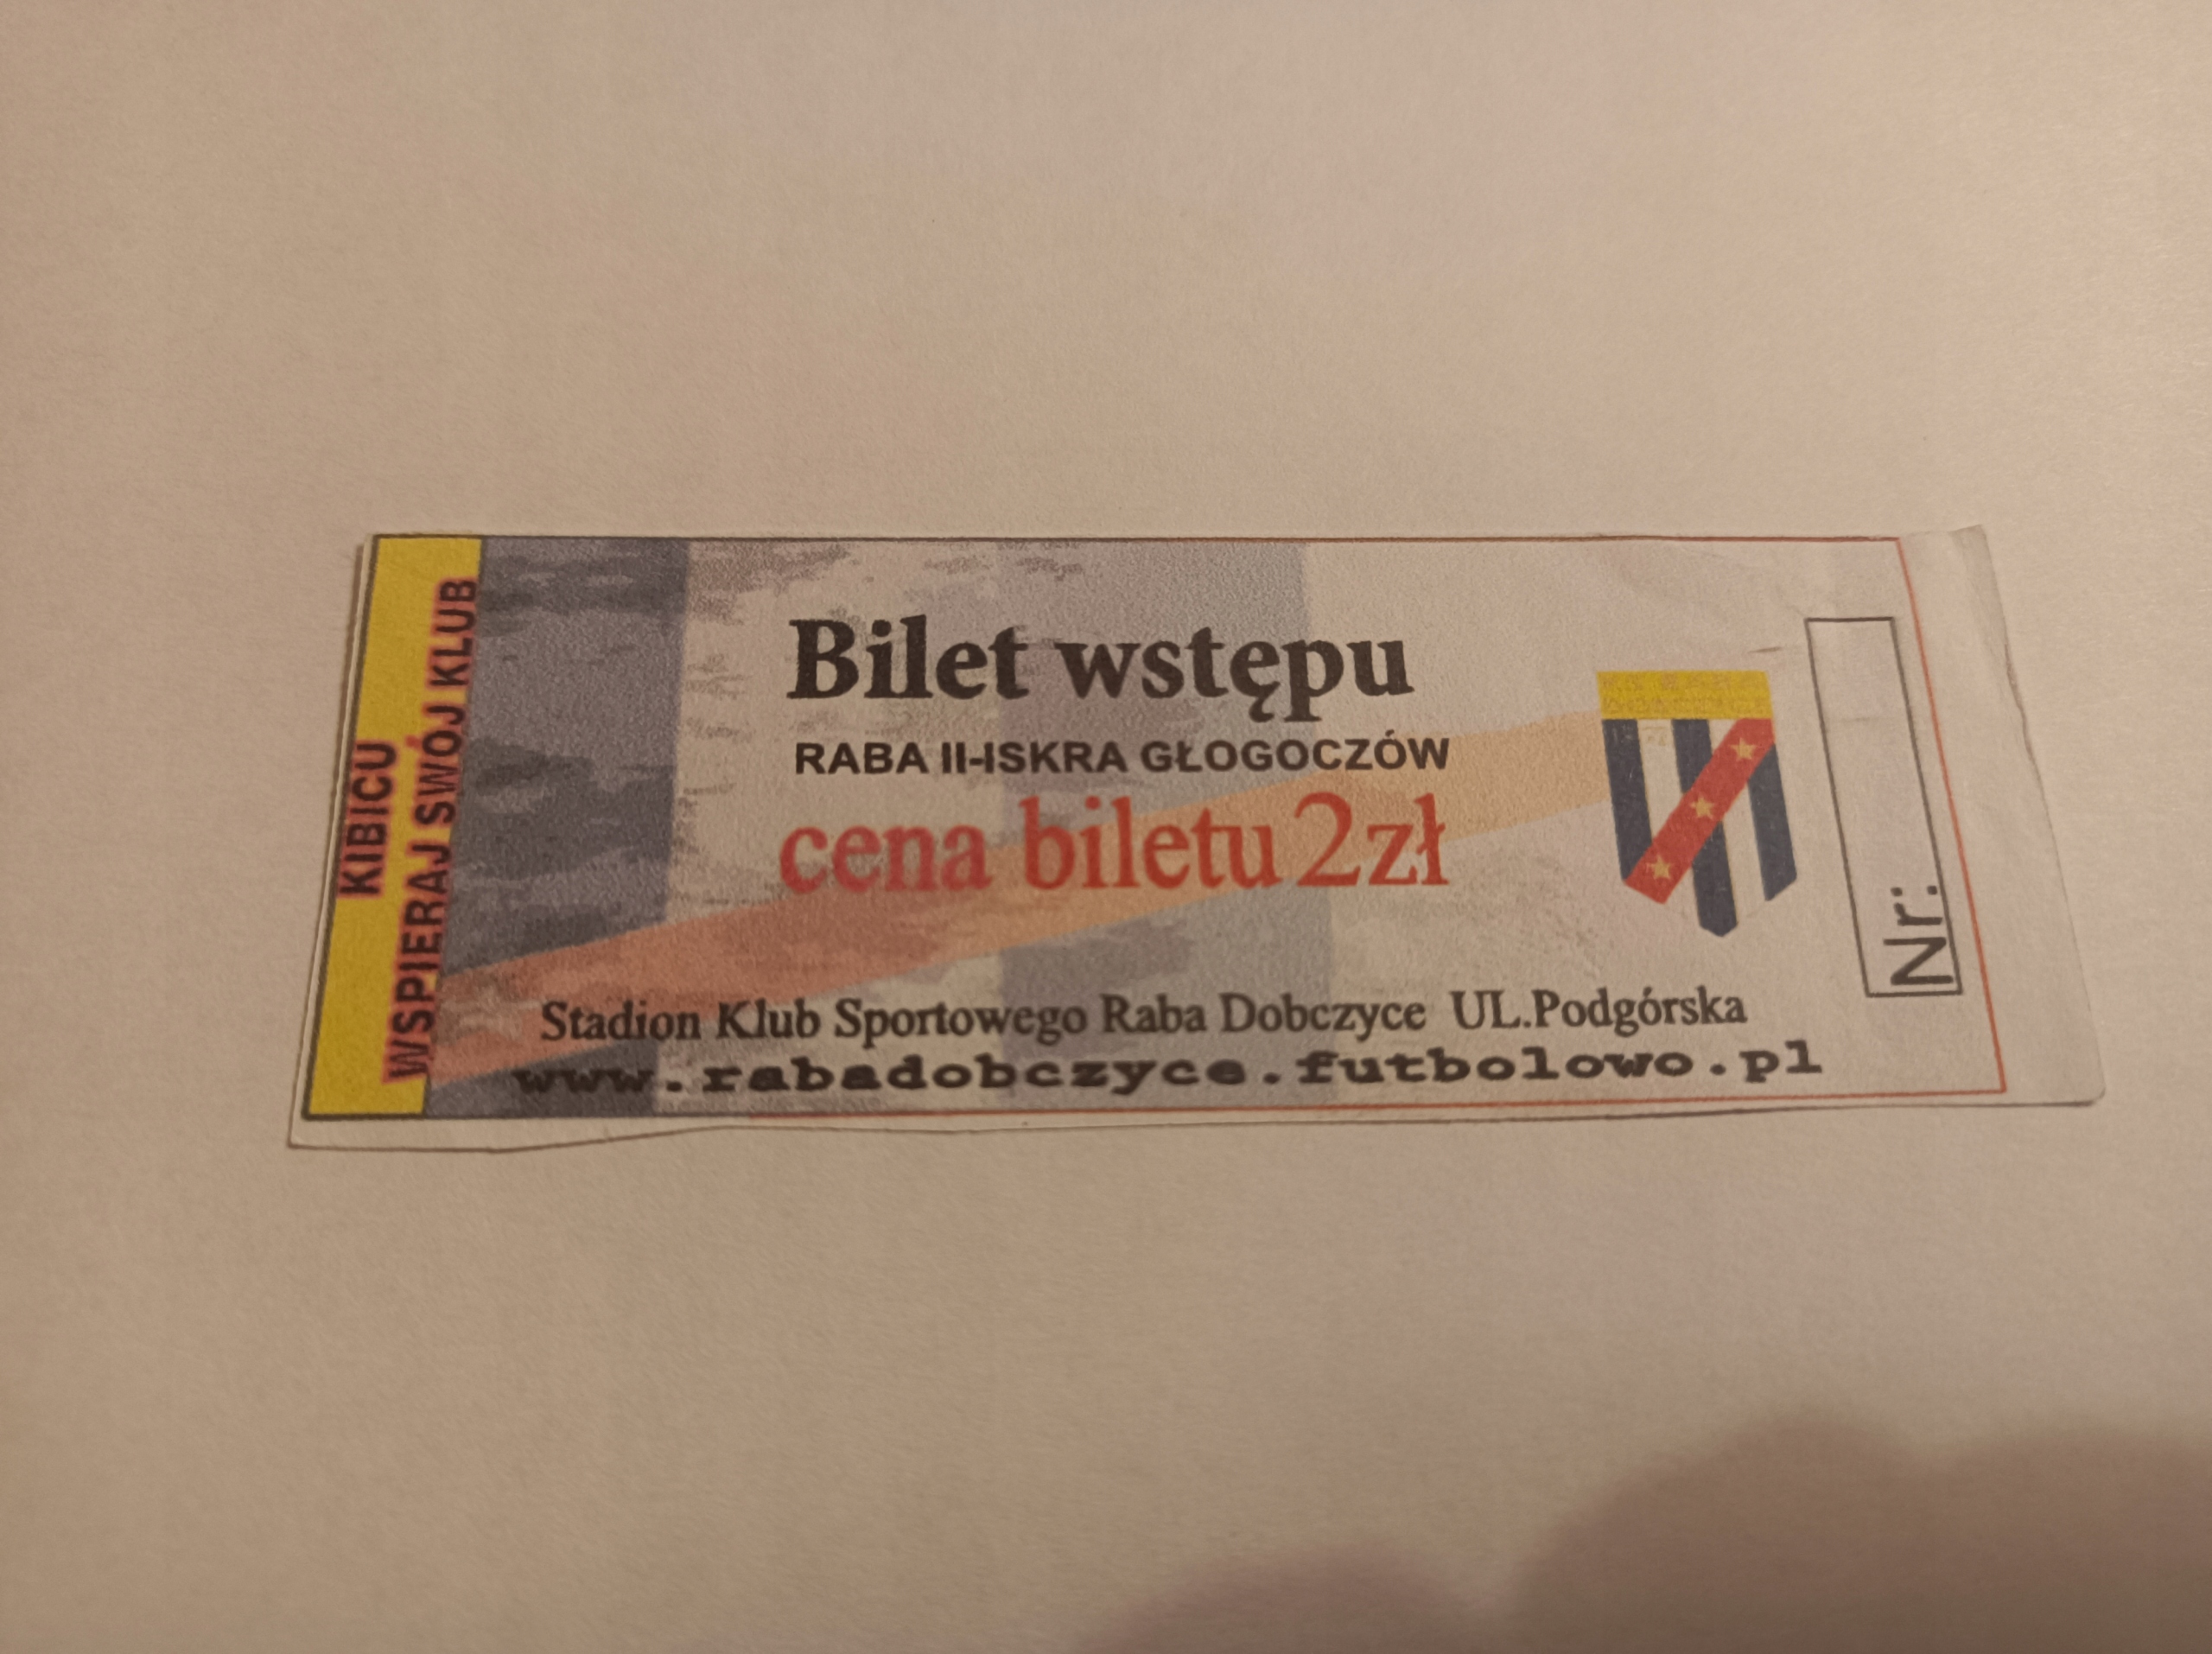 KIBICU
WSPIERAJ SWÓJ KLUB
Bilet wstępu
RABA II-ISKRA GŁOGOCZÓW
cena biletu 2zł
Stadion Klub Sportowego Raba Dobczyce UL.Podgórska
www.rabadobczyce.futbolowo.pl
Nr: